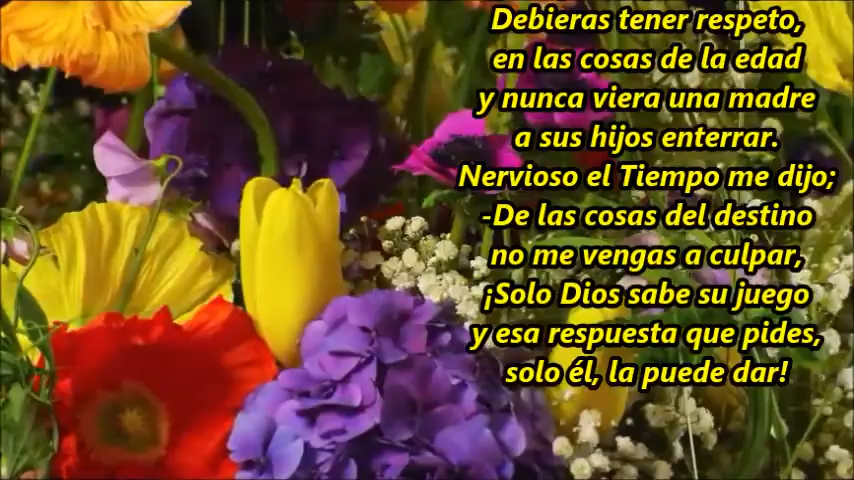 Debieras tener respeto,
en las cosas de la edad
y nunca viera una madre
a sus hijos enterrar.
Nervioso el Tiempo me dijo;
-De las cosas del destino
no me vengas a culpar,
¡Solo Dios sabe su juego
y esa respuesta que pides,
solo él, la puede dar!